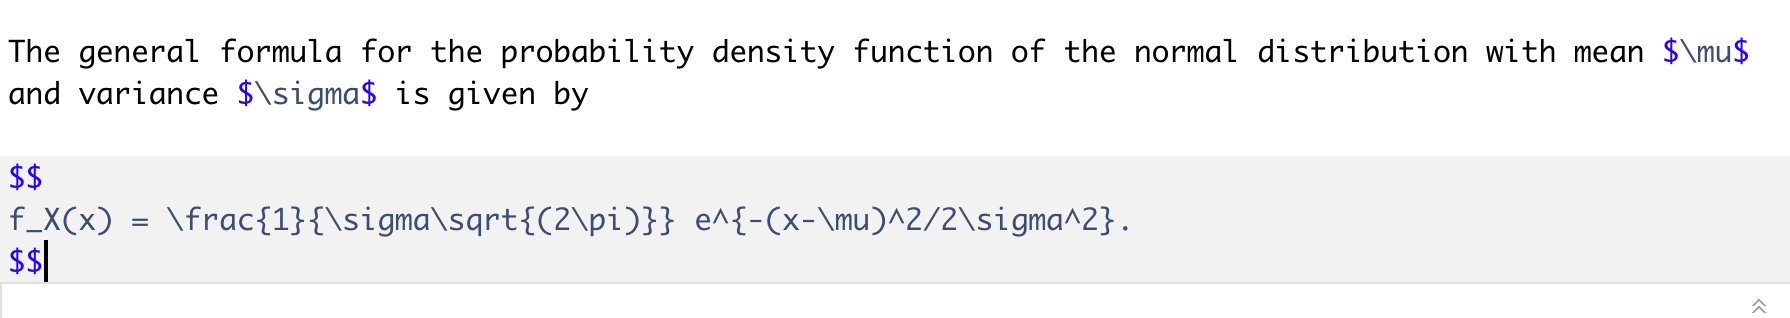 The general formula for the probability density function of the normal distribution with mean $\mu$
and variance $\sigma$ is given by
$$
f_X(x) = \frac{1}{\sigma\sqrt{(2\pi)}} e^{-(x-\mu)^2/2\sigma^2}.
$$